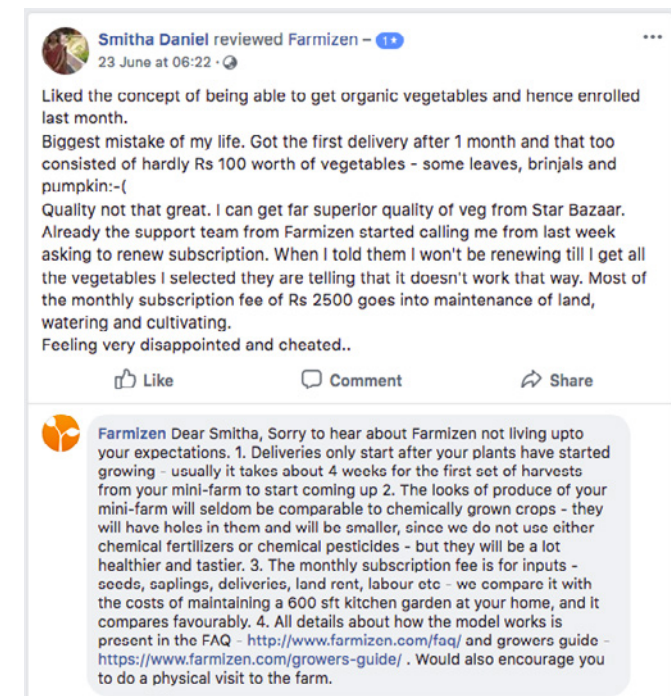 Smitha Daniel reviewed Farmizen – 1★
23 June at 06:22 ·
Liked the concept of being able to get organic vegetables and hence enrolled
last month.
Biggest mistake of my life. Got the first delivery after 1 month and that too
consisted of hardly Rs 100 worth of vegetables - some leaves, brinjals and
pumpkin:-(
Quality not that great. I can get far superior quality of veg from Star Bazaar.
Already the support team from Farmizen started calling me from last week
asking to renew subscription. When I told them I won't be renewing till I get all
the vegetables I selected they are telling that it doesn't work that way. Most of
the monthly subscription fee of Rs 2500 goes into maintenance of land,
watering and cultivating.
Feeling very disappointed and cheated..
Like Comment Share
Farmizen Dear Smitha, Sorry to hear about Farmizen not living upto
your expectations. 1. Deliveries only start after your plants have started
growing - usually it takes about 4 weeks for the first set of harvests
from your mini-farm to start coming up 2. The looks of produce of your
mini-farm will seldom be comparable to chemically grown crops - they
will have holes in them and will be smaller, since we do not use either
chemical fertilizers or chemical pesticides - but they will be a lot
healthier and tastier. 3. The monthly subscription fee is for inputs -
seeds, saplings, deliveries, land rent, labour etc - we compare it with
the costs of maintaining a 600 sft kitchen garden at your home, and it
compares favourably. 4. All details about how the model works is
present in the FAQ - http://www.farmizen.com/faq/ and growers guide -
https://www.farmizen.com/growers-guide/ . Would also encourage you
to do a physical visit to the farm.